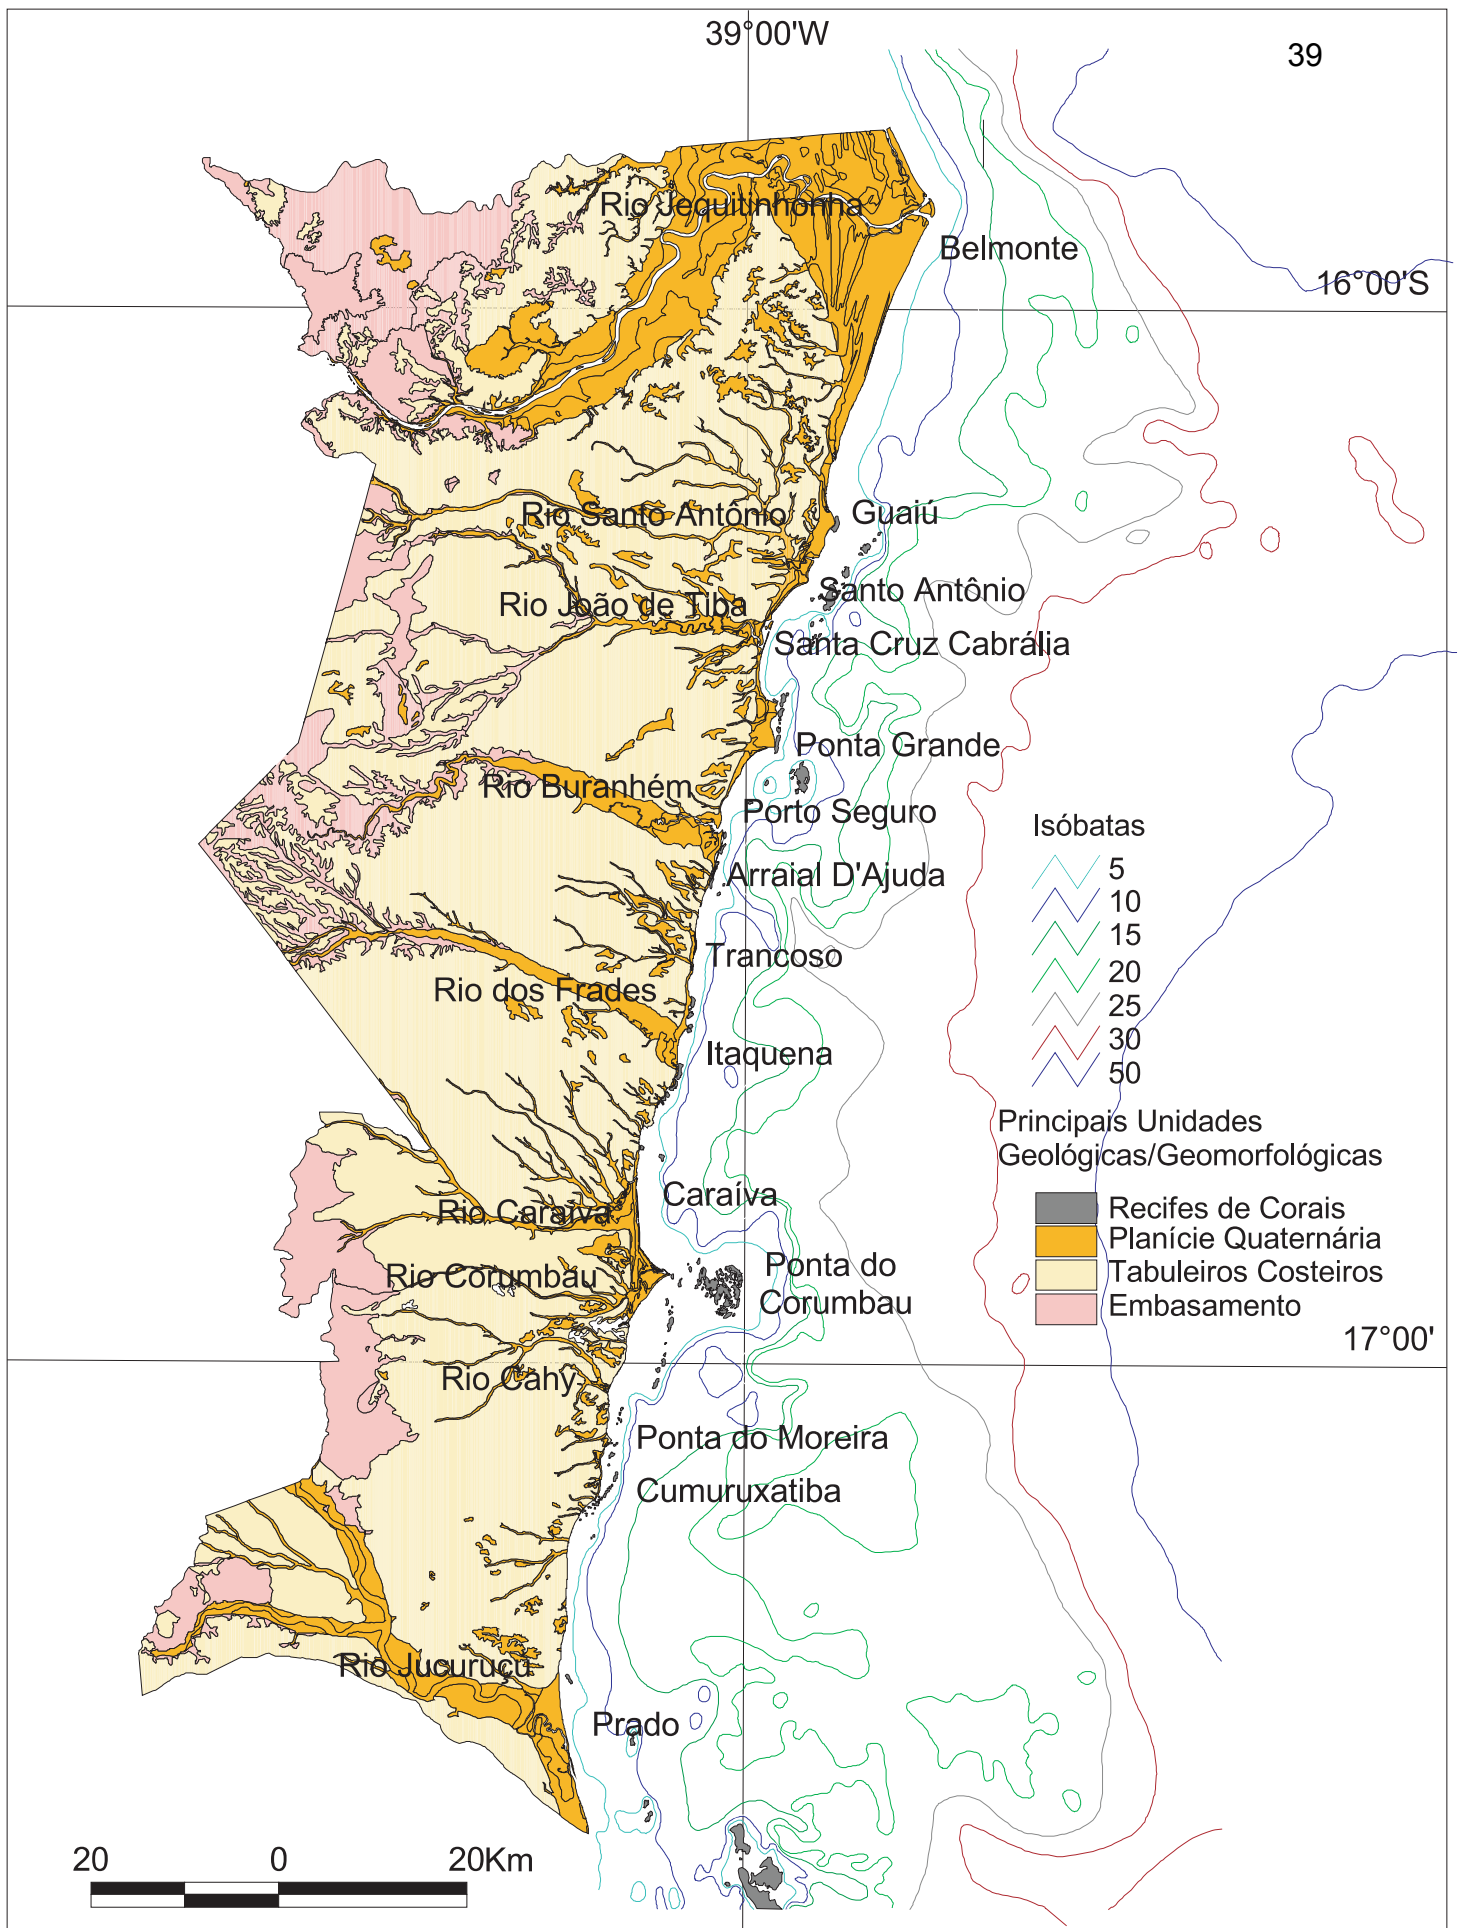 39°00'W
39
Rio Jequitinhonha
Belmonte
16°00'S
Rio Santo Antônio
Guaiú
Santo Antônio
Rio João de Tiba
Santa Cruz Cabrália
Ponta Grande
Rio Buranhém
Porto Seguro
Isóbatas
5
Arraial D'Ajuda
10
15
Trancoso
20
Rio dos Frades
25
30
Itaquena
50
Principais Unidades
Geológicas/Geomorfológicas
Caraíva
Recifes de Corais
Rio Caraíva
Planície Quaternária
Ponta do
Corumbau
Rio Corumbau
Tabuleiros Costeiros
Embasamento
17°00'
Rio Cahy
Ponta do Moreira
Cumuruxatiba
Rio Jucuruçu
Prado
20 0 20Km